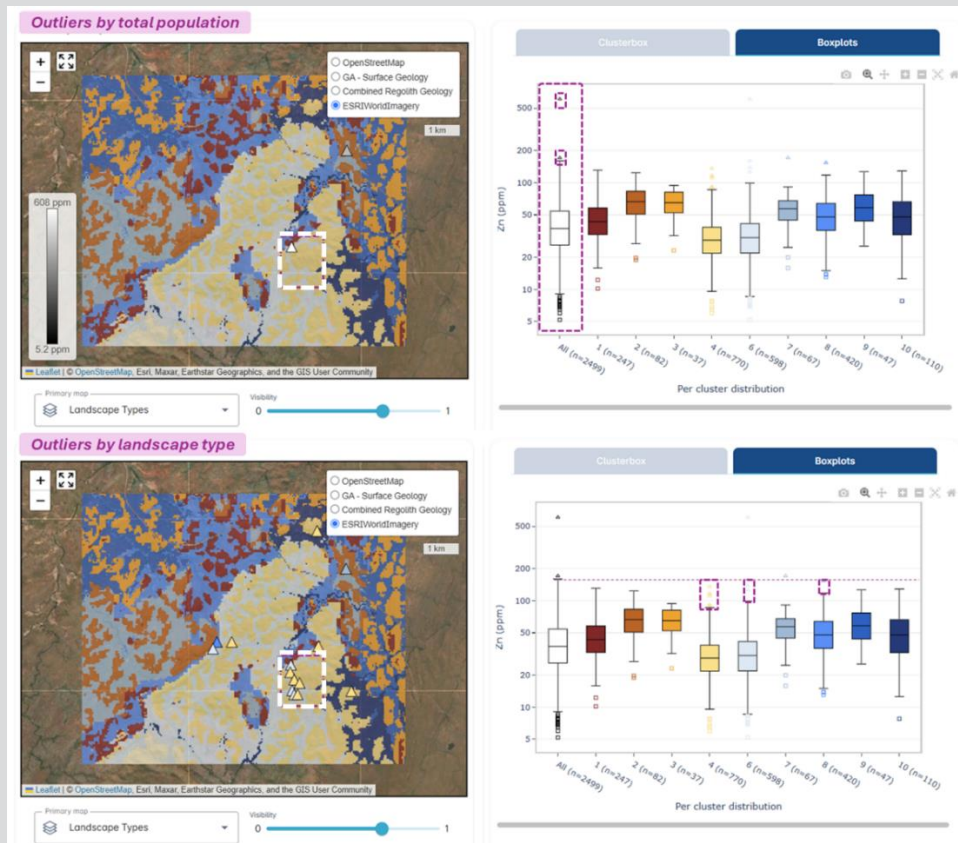 Outliers by total population
+
−
OpenStreetMap
GA - Surface Geology
Combined Regolith Geology
ESRIWorldImagery
1 km
608 ppm
5.2 ppm
Leaflet | © OpenStreetMap, Esri, Maxar, Earthstar Geographics, and the GIS User Community
Primary map
Landscape Types
Visibility
0
1
Clusterbox
Boxplots
500
200
100
50
20
10
5
Zn (ppm)
All (n=2499)
1 (n=247)
2 (n=82)
3 (n=37)
4 (n=770)
6 (n=598)
7 (n=67)
8 (n=420)
9 (n=47)
10 (n=110)
Per cluster distribution
Outliers by landscape type
+
−
OpenStreetMap
GA - Surface Geology
Combined Regolith Geology
ESRIWorldImagery
1 km
Leaflet | © OpenStreetMap, Esri, Maxar, Earthstar Geographics, and the GIS User Community
Primary map
Landscape Types
Visibility
0
1
Clusterbox
Boxplots
500
200
100
50
20
10
5
Zn (ppm)
All (n=2499)
1 (n=247)
2 (n=82)
3 (n=37)
4 (n=770)
6 (n=598)
7 (n=67)
8 (n=420)
9 (n=47)
10 (n=110)
Per cluster distribution